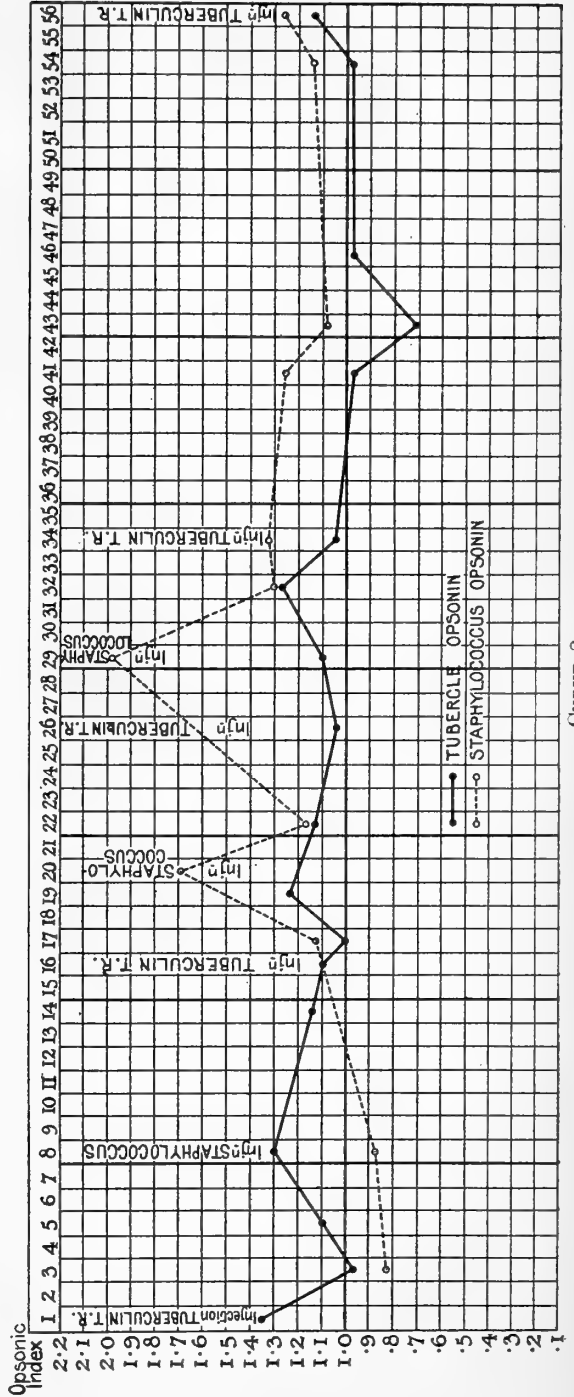 Opsonic
Index
1 2 3 4 5 6 7 8 9 10 11 12 13 14 15 16 17 18 19 20 21 22 23 24 25 26 27 28 29 30 31 32 33 34 35 36 37 38 39 40 41 42 43 44 45 46 47 48 49 50 51 52 53 54 55 56
2·2
2·1
2·0
1·9
1·8
1·7
1·6
1·5
1·4
1·3
1·2
1·1
1·0
·9
·8
·7
·6
·5
·4
·3
·2
·1
Injection TUBERCULIN T.R.
Injn STAPHYLOCOCCUS
Injn TUBERCULIN T.R.
Injn
STAPHYLO-
COCCUS
Injn
TUBERCULIN T.R.
Injn
STAPHY
LOCOCCUS
Injn TUBERCULIN T.R.
Injn TUBERCULIN T.R.
TUBERCLE OPSONIN
STAPHYLOCOCCUS OPSONIN